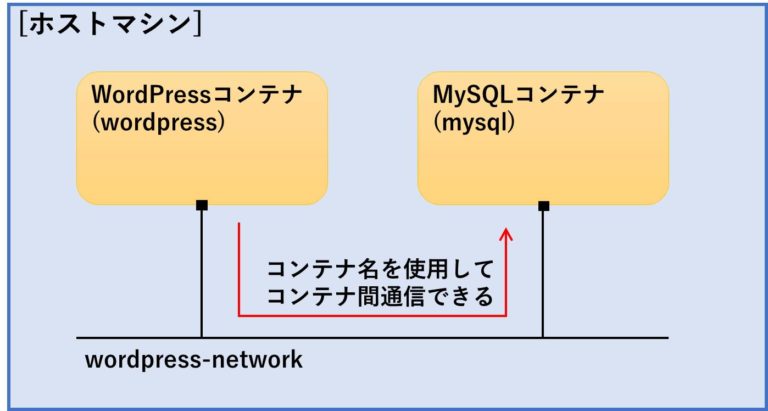 [ホストマシン]
WordPressコンテナ
(wordpress)
MySQLコンテナ
(mysql)
コンテナ名を使用して
コンテナ間通信できる
wordpress-network